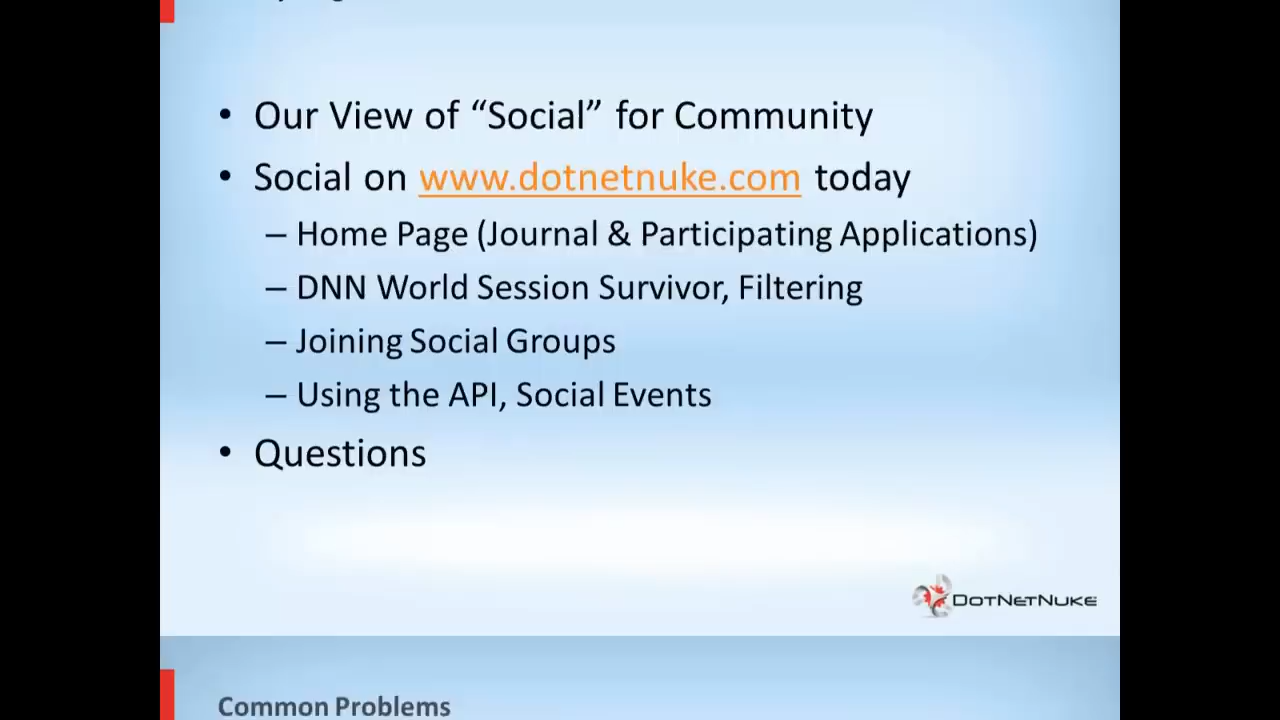 • Our View of “Social” for Community
• Social on www.dotnetnuke.com today
– Home Page (Journal & Participating Applications)
– DNN World Session Survivor, Filtering
– Joining Social Groups
– Using the API, Social Events
• Questions
DOTNETNUKE
Common Problems